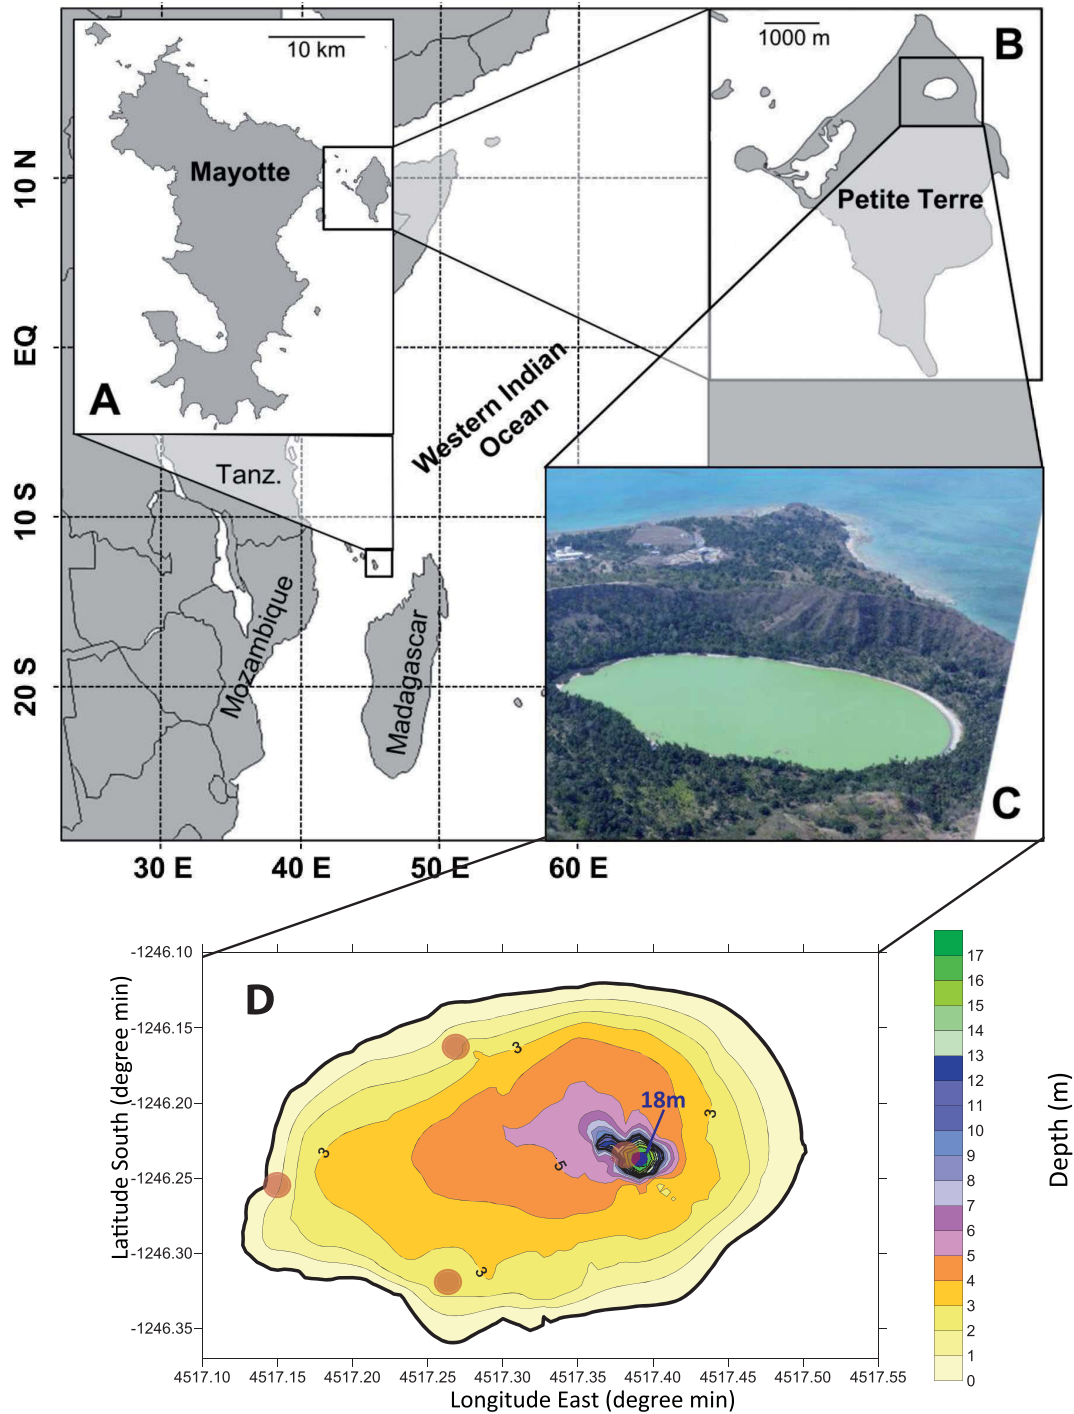 10 km
Mayotte
A
1000 m
B
Petite Terre
10 N
EQ
10 S
20 S
Western Indian
Ocean
Tanz.
Mozambique
Madagascar
C
30 E
40 E
50 E
60 E
D
-1246.10
-1246.15
-1246.20
-1246.25
-1246.30
-1246.35
Latitude South (degree min)
3
3
3
3
5
18m
4517.10
4517.15
4517.20
4517.25
4517.30
4517.35
4517.40
4517.45
4517.50
4517.55
Longitude East (degree min)
17
16
15
14
13
12
11
10
9
8
7
6
5
4
3
2
1
0
Depth (m)